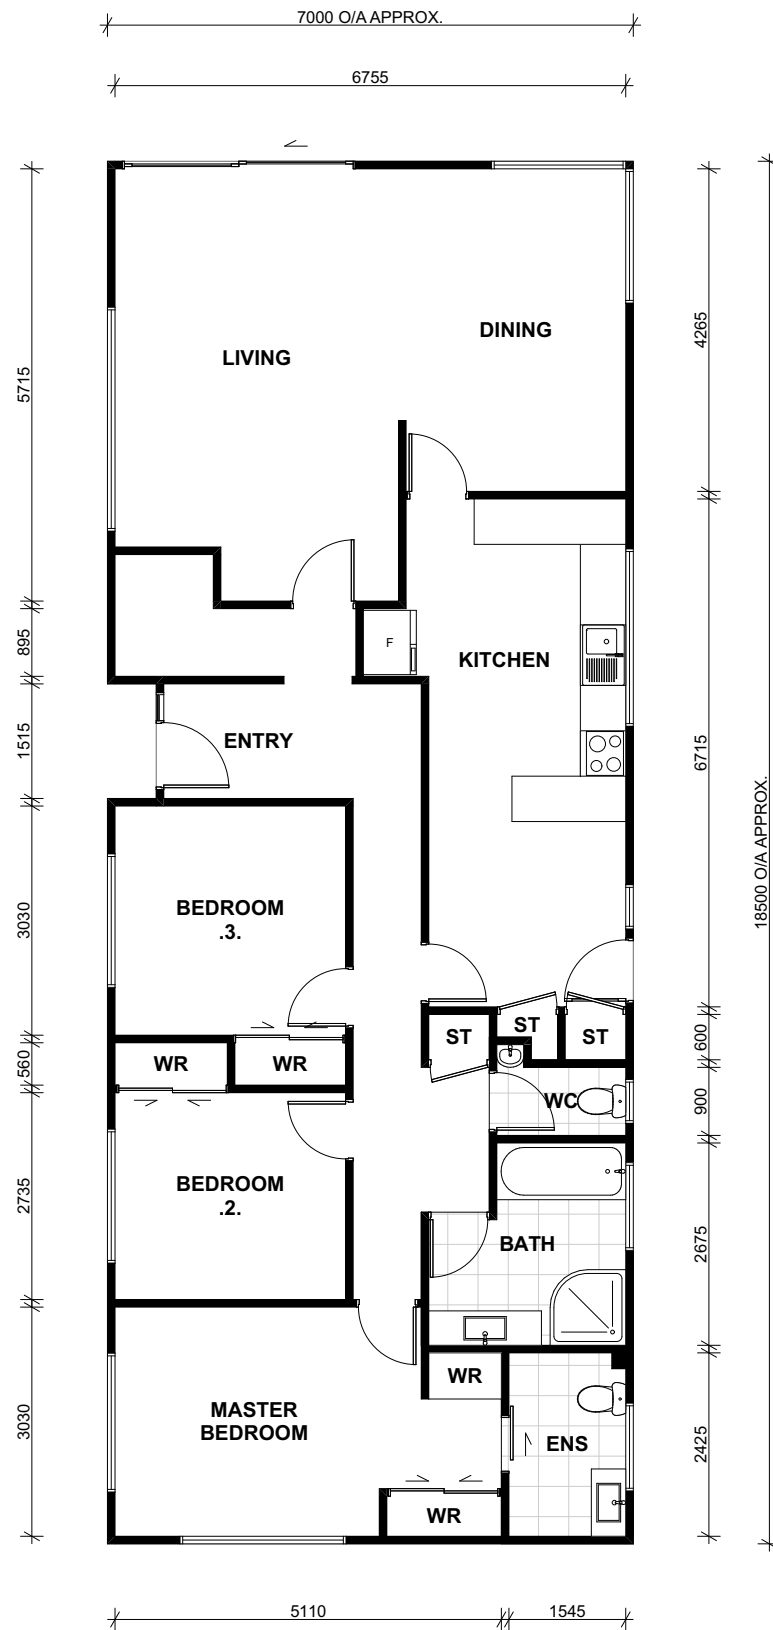 7000 O/A APPROX.
6755
LIVING
DINING
5715
4265
895
F
KITCHEN
1515
ENTRY
6715
18500 O/A APPROX.
3030
BEDROOM
.3.
ST
ST
ST
600
560
WR
WR
WC
900
2735
BEDROOM
.2.
BATH
2675
3030
MASTER
BEDROOM
WR
ENS
2425
WR
5110
1545